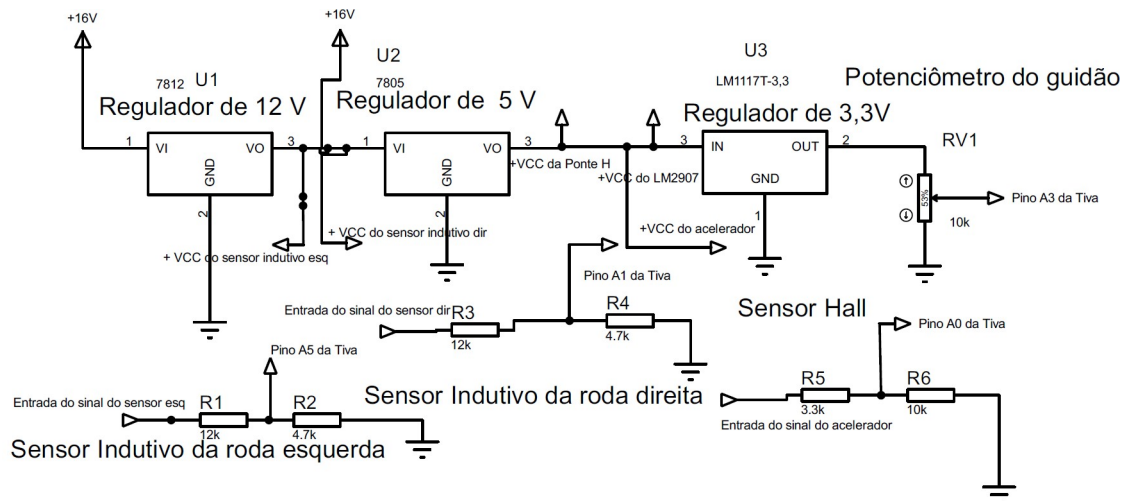 +16V
+16V
U1
7812
Regulador de 12 V
U2
7805
Regulador de 5 V
U3
LM1117T-3,3
Regulador de 3,3V
Potenciômetro do guidão
RV1
1
VI
VO
3
GND
2
1
VI
VO
3
GND
2
+VCC da Ponte H
+VCC do LM2907
3
IN
OUT
2
GND
1
53%
10k
Pino A3 da Tiva
+ VCC do sensor indutivo dir
+ VCC do sensor indutivo esq
+VCC do acelerador
Pino A1 da Tiva
Entrada do sinal do sensor dir
R3
12k
R4
4.7k
Sensor Hall
Pino A0 da Tiva
Pino A5 da Tiva
Sensor Indutivo da roda direita
R5
3.3k
R6
10k
Entrada do sinal do acelerador
Entrada do sinal do sensor esq
R1
12k
R2
4.7k
Sensor Indutivo da roda esquerda